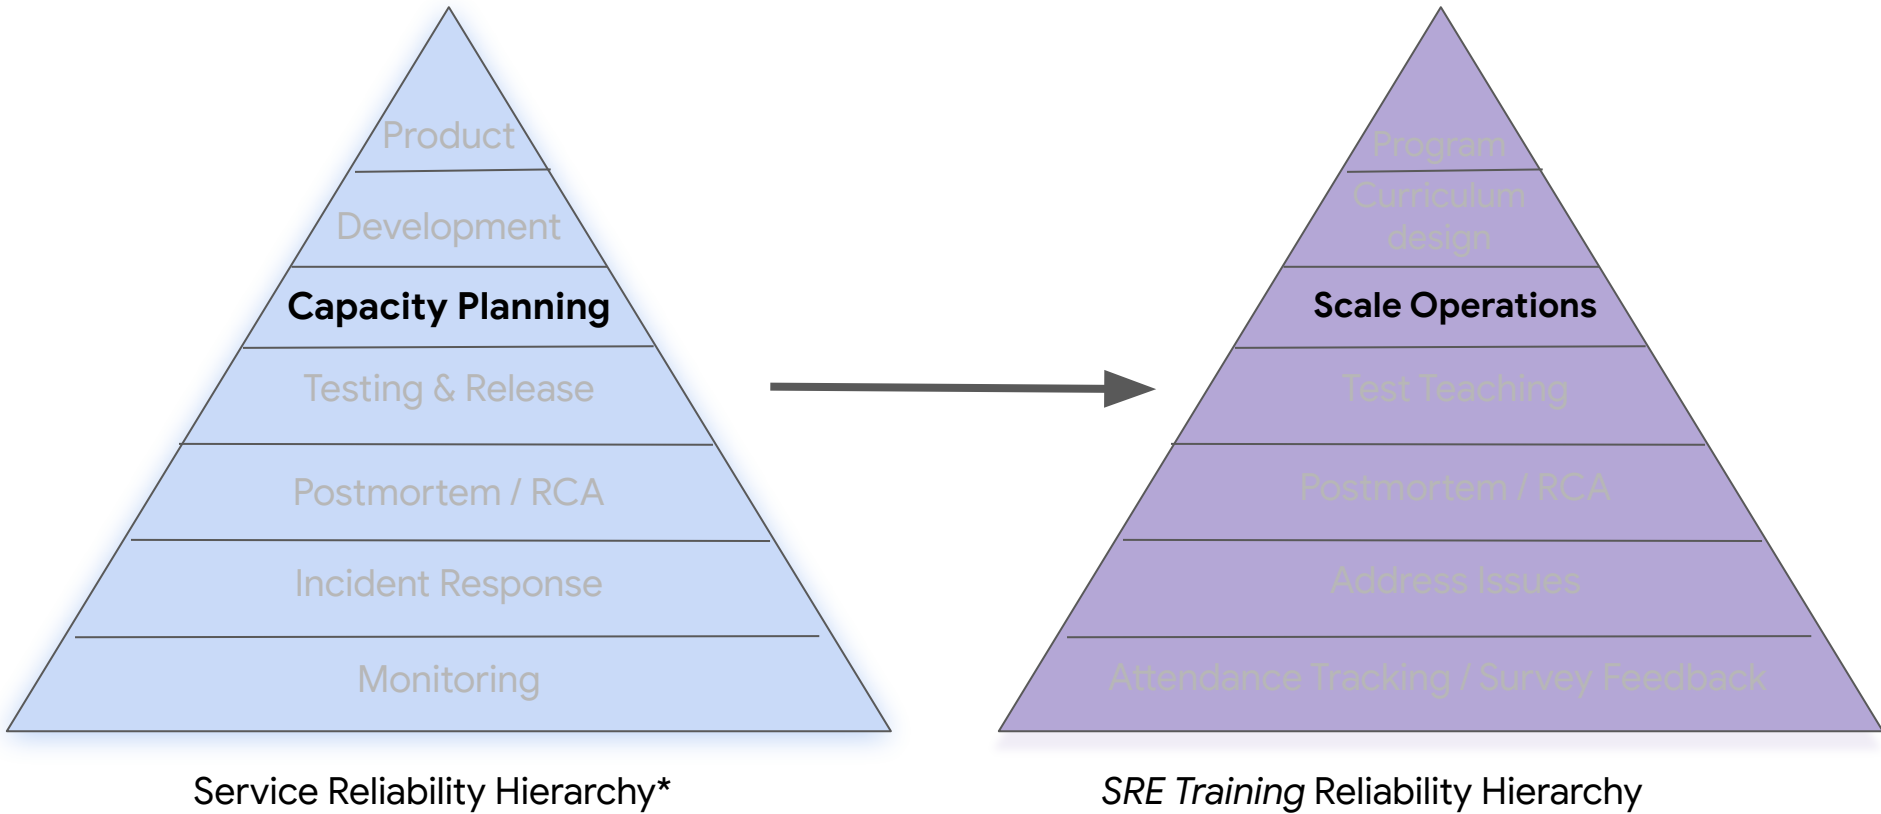 Product
Development
Capacity Planning
Testing & Release
Postmortem / RCA
Incident Response
Monitoring
Service Reliability Hierarchy*
Program
Curriculum
design
Scale Operations
Test Teaching
Postmortem / RCA
Address Issues
Attendance Tracking / Survey Feedback
SRE Training Reliability Hierarchy